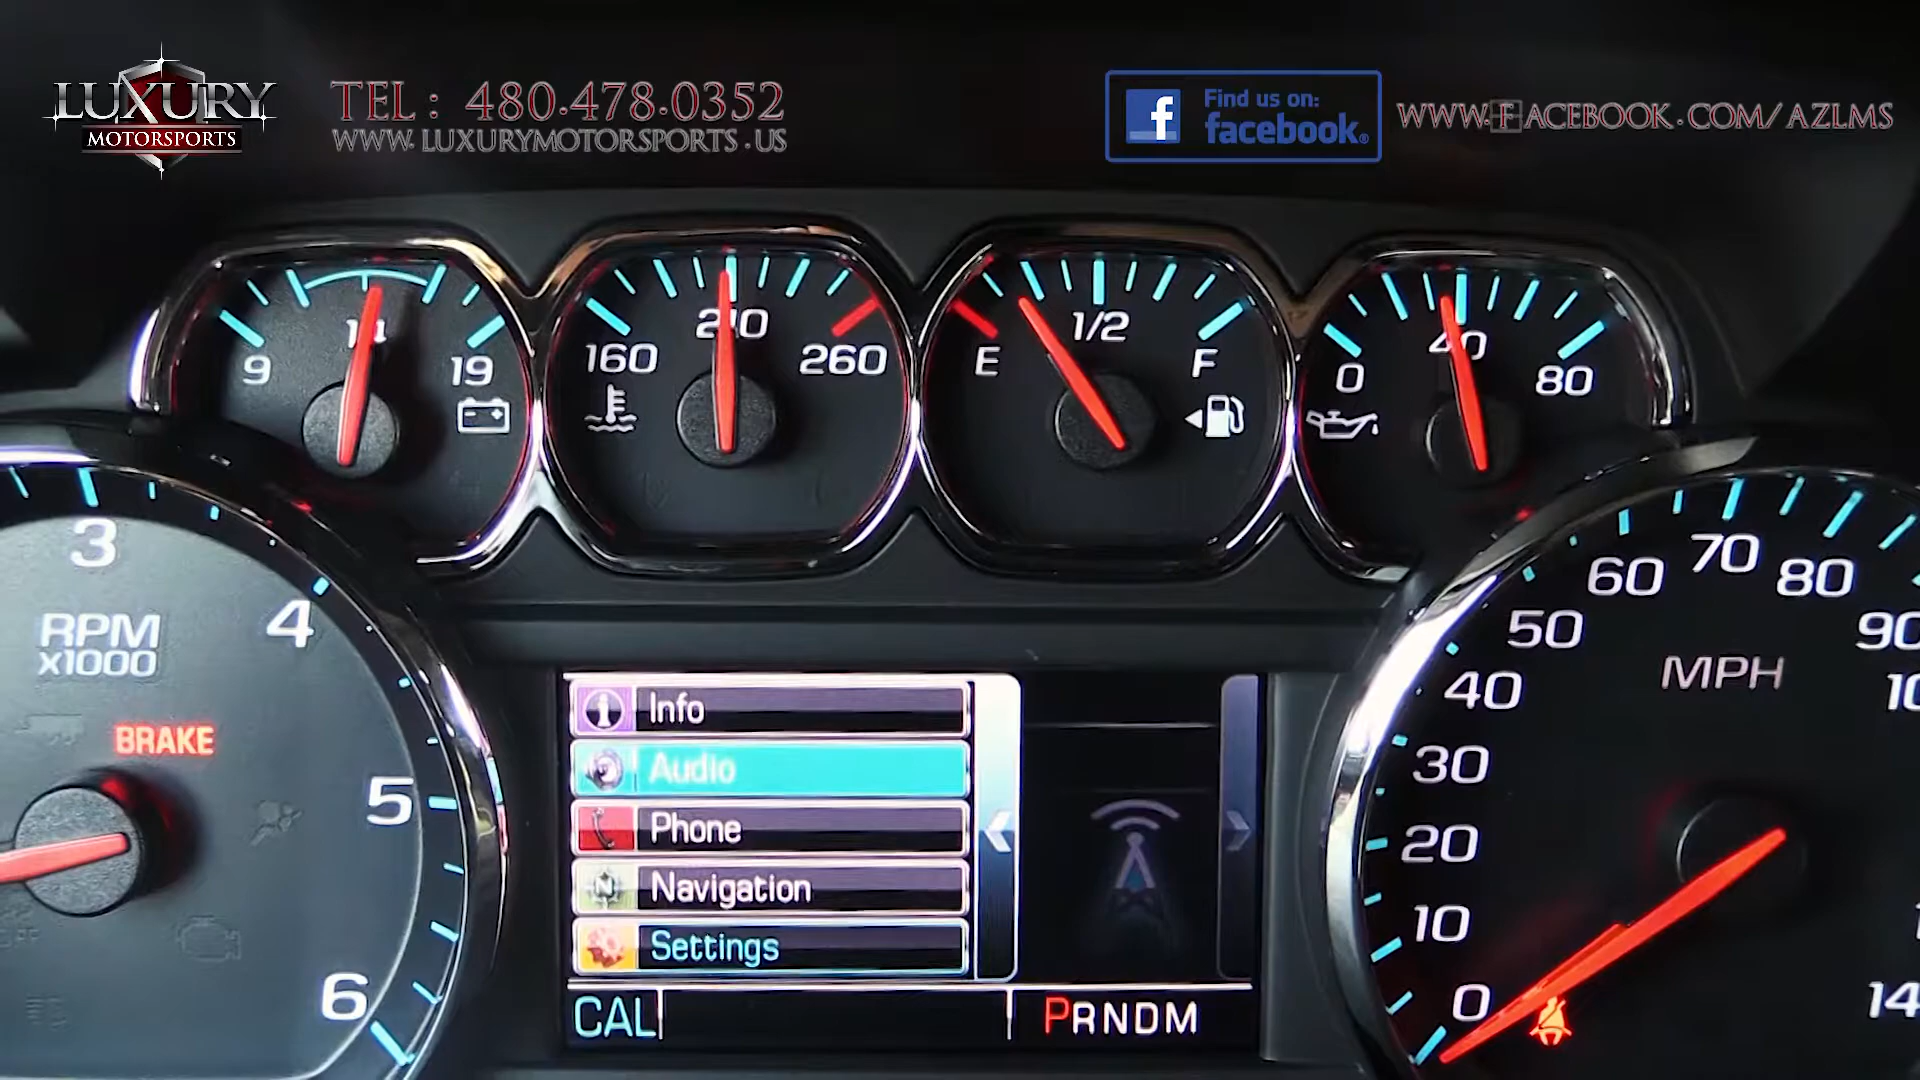 LUXURY
MOTORSPORTS
TEL : 480.478.0352
WWW.LUXURYMOTORSPORTS.US
f
Find us on:
facebook®
WWW.FACEBOOK.COM/AZLMS
9 19
160 210 260
E 1/2 F
0 40 80
3
4
5
6
RPM
x1000
BRAKE
Info
Audio
Phone
N
Navigation
Settings
CAL
PRNDM
0
10
20
30
40
50
60
70
80
90
MPH